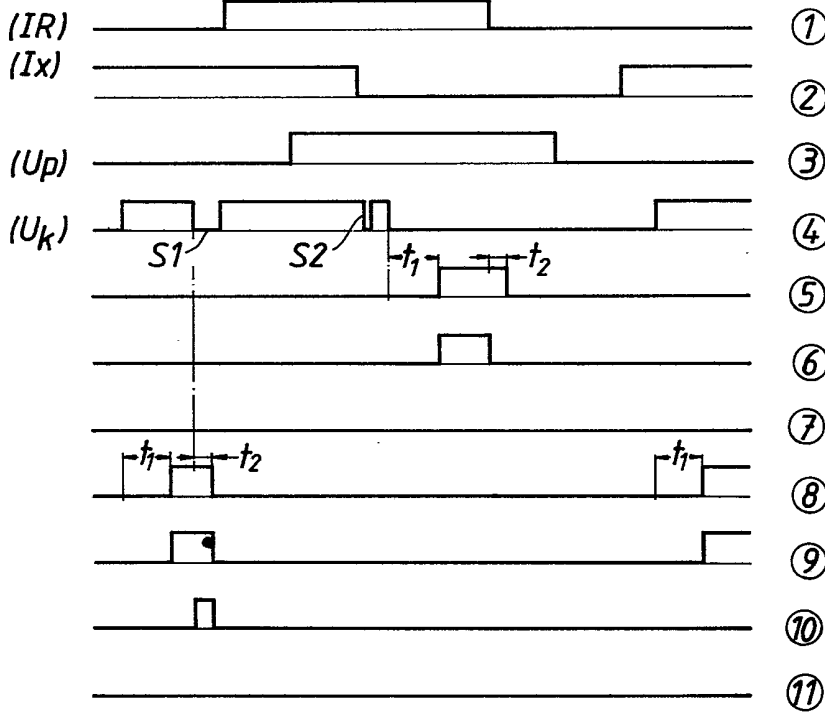 (IR) ①
(Ix) ②
(Up) ③
(Uk) S1 S2 ④
t1 t2 ⑤
⑥
⑦
t1 t2 t1 ⑧
⑨
⑩
⑪